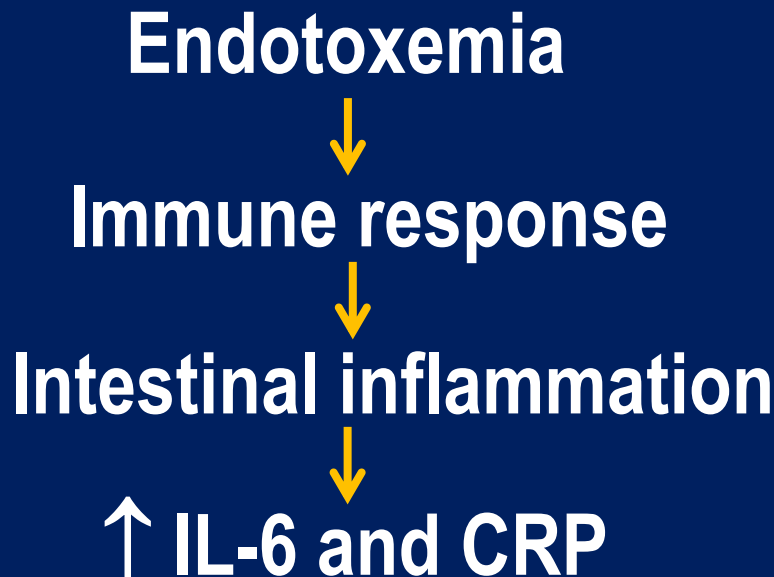 Endotoxemia
Immune response
Intestinal inflammation
↑ IL-6 and CRP